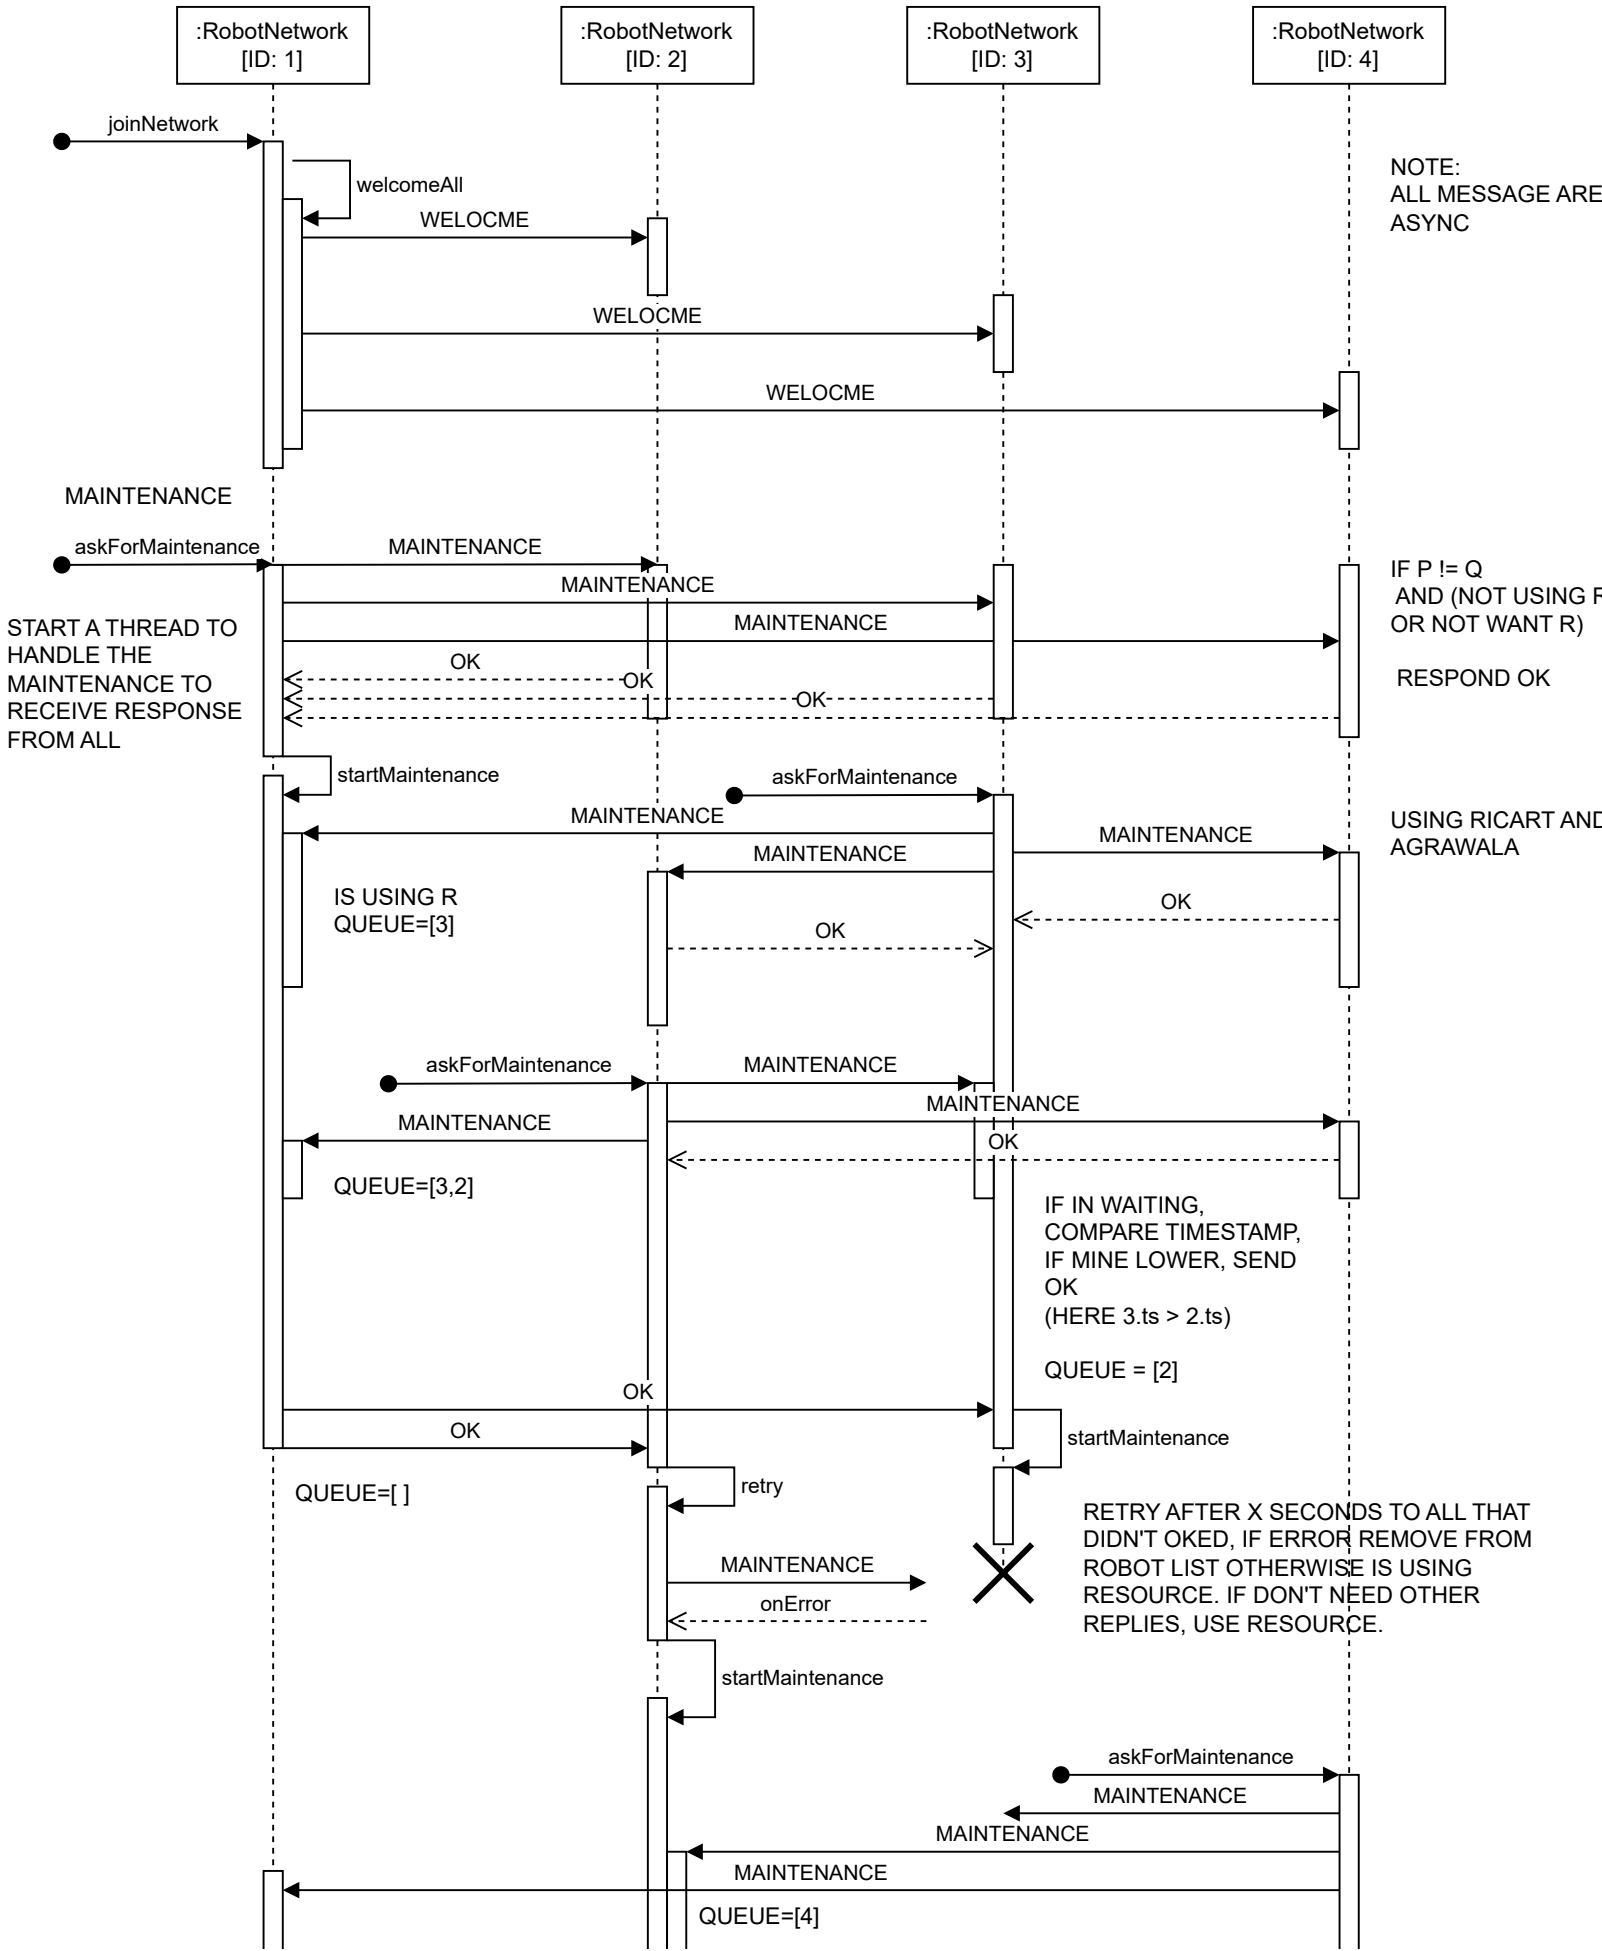 :RobotNetwork
[ID: 1]
:RobotNetwork
[ID: 2]
:RobotNetwork
[ID: 3]
:RobotNetwork
[ID: 4]
joinNetwork
NOTE:
ALL MESSAGE ARE
ASYNC
welcomeAll
WELOCME
WELOCME
WELOCME
MAINTENANCE
askForMaintenance
MAINTENANCE
MAINTENANCE
MAINTENANCE
IF P != Q
AND (NOT USING R
OR NOT WANT R)
RESPOND OK
START A THREAD TO
HANDLE THE
MAINTENANCE TO
RECEIVE RESPONSE
FROM ALL
OK
OK
OK
startMaintenance
askForMaintenance
MAINTENANCE
MAINTENANCE
MAINTENANCE
USING RICART AND
AGRAWALA
IS USING R
QUEUE=[3]
OK
OK
askForMaintenance
MAINTENANCE
MAINTENANCE
MAINTENANCE
OK
QUEUE=[3,2]
IF IN WAITING,
COMPARE TIMESTAMP,
IF MINE LOWER, SEND
OK
(HERE 3.ts > 2.ts)
QUEUE = [2]
OK
OK
startMaintenance
QUEUE=[ ]
retry
RETRY AFTER X SECONDS TO ALL THAT
DIDN'T OKED, IF ERROR REMOVE FROM
ROBOT LIST OTHERWISE IS USING
RESOURCE. IF DON'T NEED OTHER
REPLIES, USE RESOURCE.
MAINTENANCE
onError
startMaintenance
askForMaintenance
MAINTENANCE
MAINTENANCE
MAINTENANCE
QUEUE=[4]